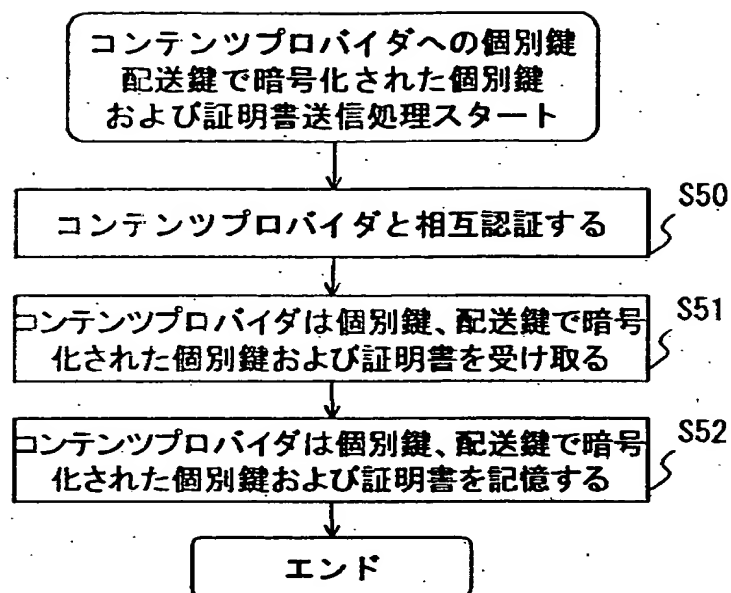 コンテンツプロバイダへの個別鍵
配送鍵で暗号化された個別鍵
および証明書送信処理スタート
S50
コンテンツプロバイダと相互認証する
S51
コンテンツプロバイダは個別鍵、配送鍵で暗号
化された個別鍵および証明書を受け取る
S52
コンテンツプロバイダは個別鍵、配送鍵で暗号
化された個別鍵および証明書を記憶する
エンド